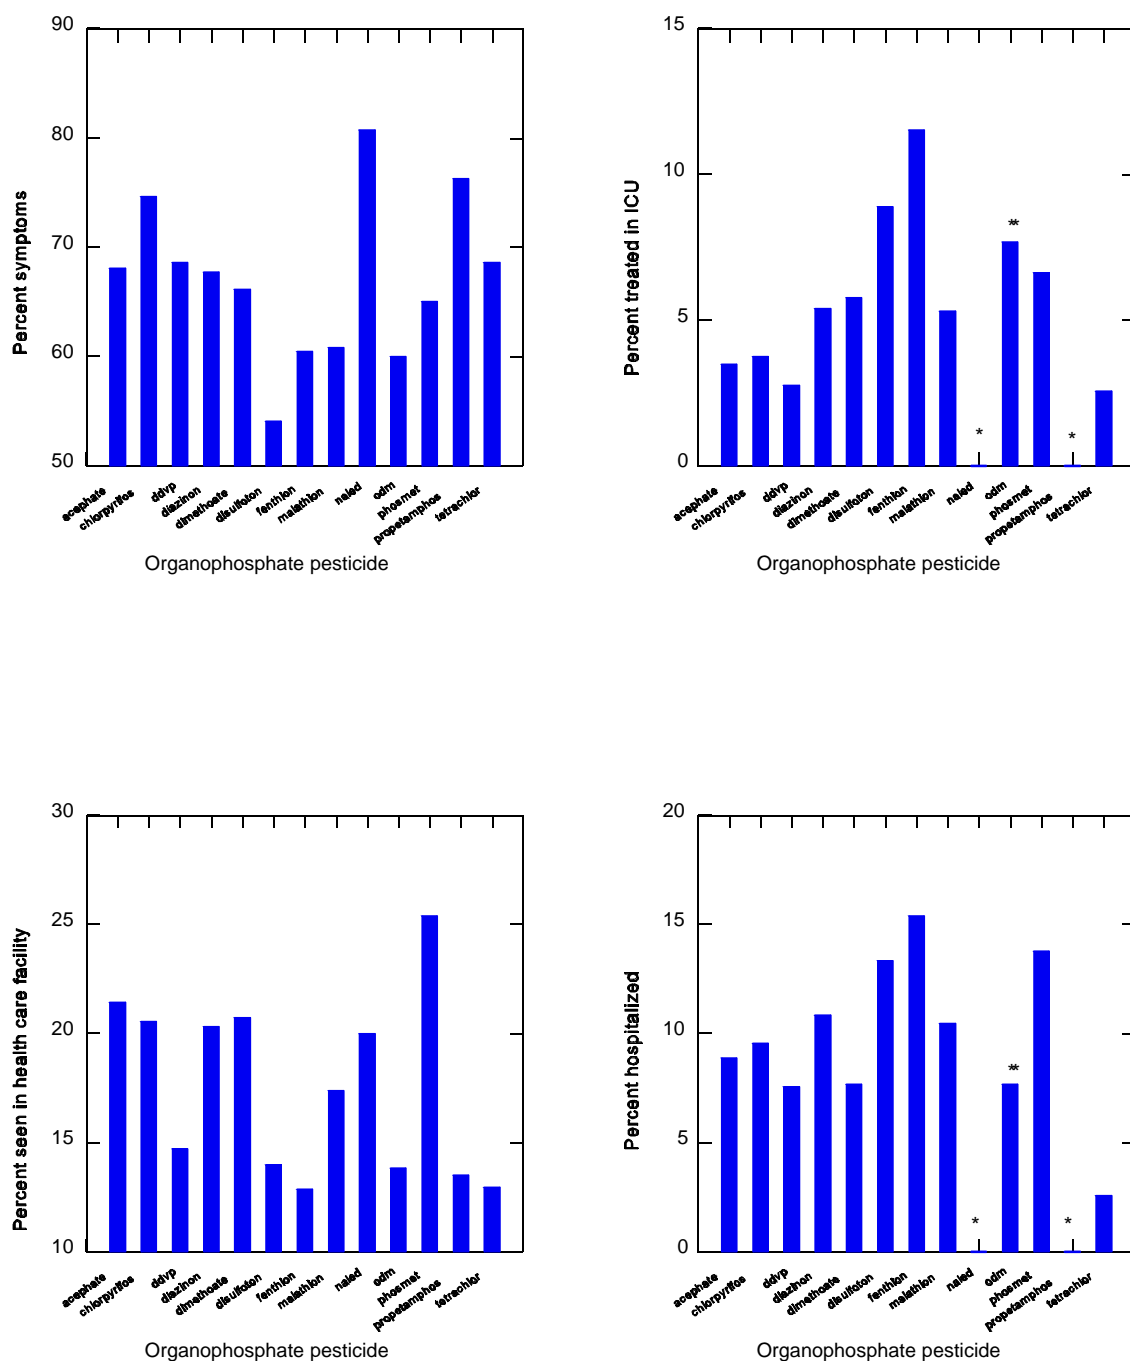 90
80
70
60
50
Percent symptoms
acephate
chlorpyrifos
ddvp
diazinon
dimethoate
disulfoton
fenthion
malathion
naled
odm
phosmet
propetamphos
tetrachlor
Organophosphate pesticide
15
10
5
0
Percent treated in ICU
*
**
*
acephate
chlorpyrifos
ddvp
diazinon
dimethoate
disulfoton
fenthion
malathion
naled
odm
phosmet
propetamphos
tetrachlor
Organophosphate pesticide
30
25
20
15
10
Percent seen in health care facility
acephate
chlorpyrifos
ddvp
diazinon
dimethoate
disulfoton
fenthion
malathion
naled
odm
phosmet
propetamphos
tetrachlor
Organophosphate pesticide
20
15
10
5
0
Percent hospitalized
*
**
*
acephate
chlorpyrifos
ddvp
diazinon
dimethoate
disulfoton
fenthion
malathion
naled
odm
phosmet
propetamphos
tetrachlor
Organophosphate pesticide